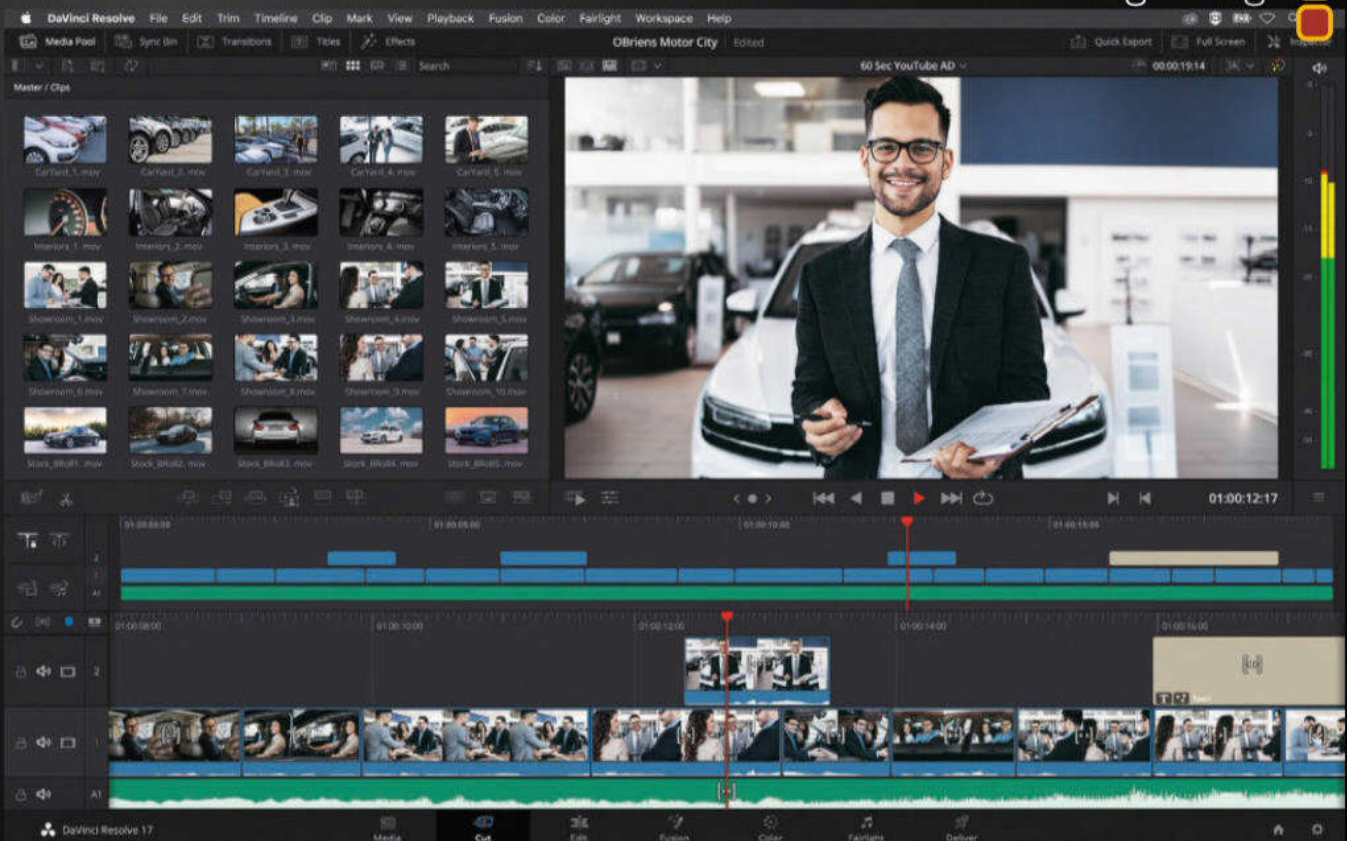 DaVinci Resolve File Edit Trim Timeline Clip Mark View Playback Fusion Color Fairlight Workspace Help
Media Pool Sync Bin Transitions Titles Effects OBriens Motor City Edited Quick Export Full Screen Inspector
Search 60 Sec YouTube AD 00:00:19:14
Master / Clips
CarYard_1.mov CarYard_2.mov CarYard_3.mov CarYard_4.mov CarYard_5.mov
Interiors_1.mov Interiors_2.mov Interiors_3.mov Interiors_4.mov Interiors_5.mov
Showroom_1.mov Showroom_2.mov Showroom_3.mov Showroom_4.mov Showroom_5.mov
Showroom_6.mov Showroom_7.mov Showroom_8.mov Showroom_9.mov Showroom_10.mov
Stock_BRoll1.mov Stock_BRoll2.mov Stock_BRoll3.mov Stock_BRoll4.mov Stock_BRoll5.mov
01:00:12:17
01:00:00:00 01:00:05:00 01:00:10:00 01:00:15:00
2
1
A1
01:00:08:00 01:00:10:00 01:00:12:00 01:00:14:00 01:00:16:00
2
1
A1
DaVinci Resolve 17 Media Cut Edit Fusion Color Fairlight Deliver